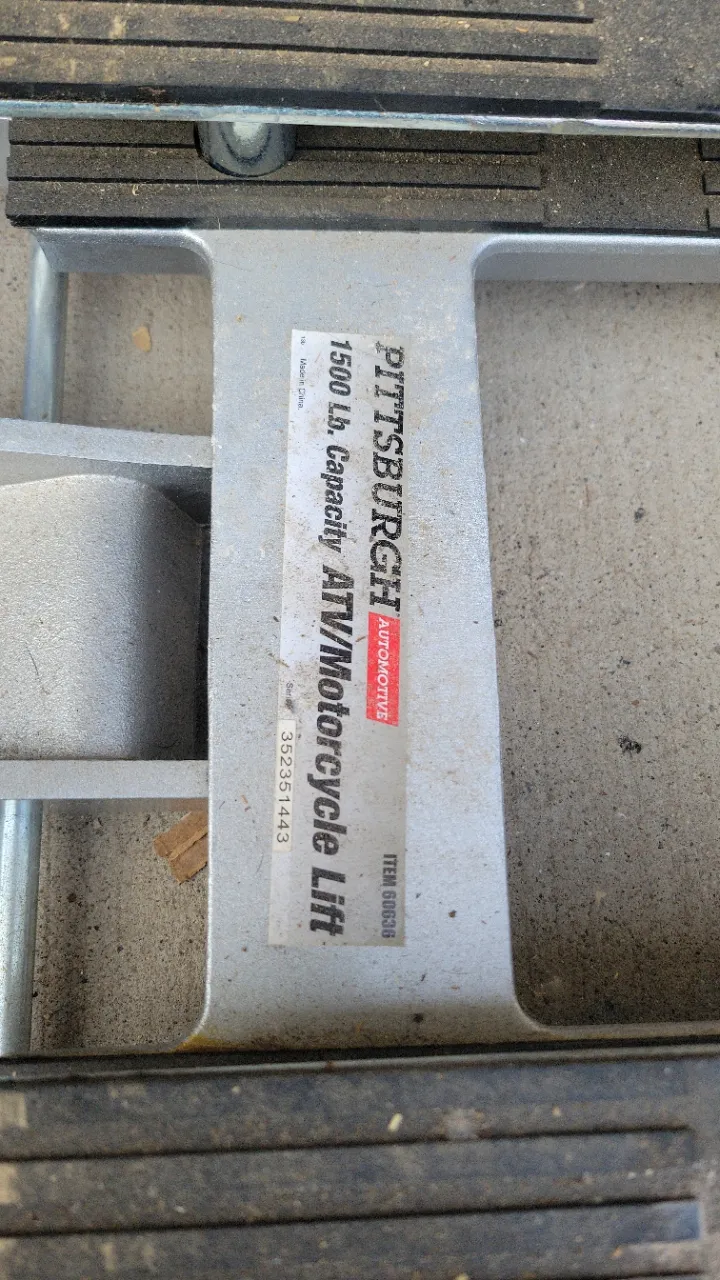 PITTSBURGH AUTOMOTIVE ITEM 60636
1500 Lb. Capacity ATV/Motorcycle Lift
Made in China
352351443